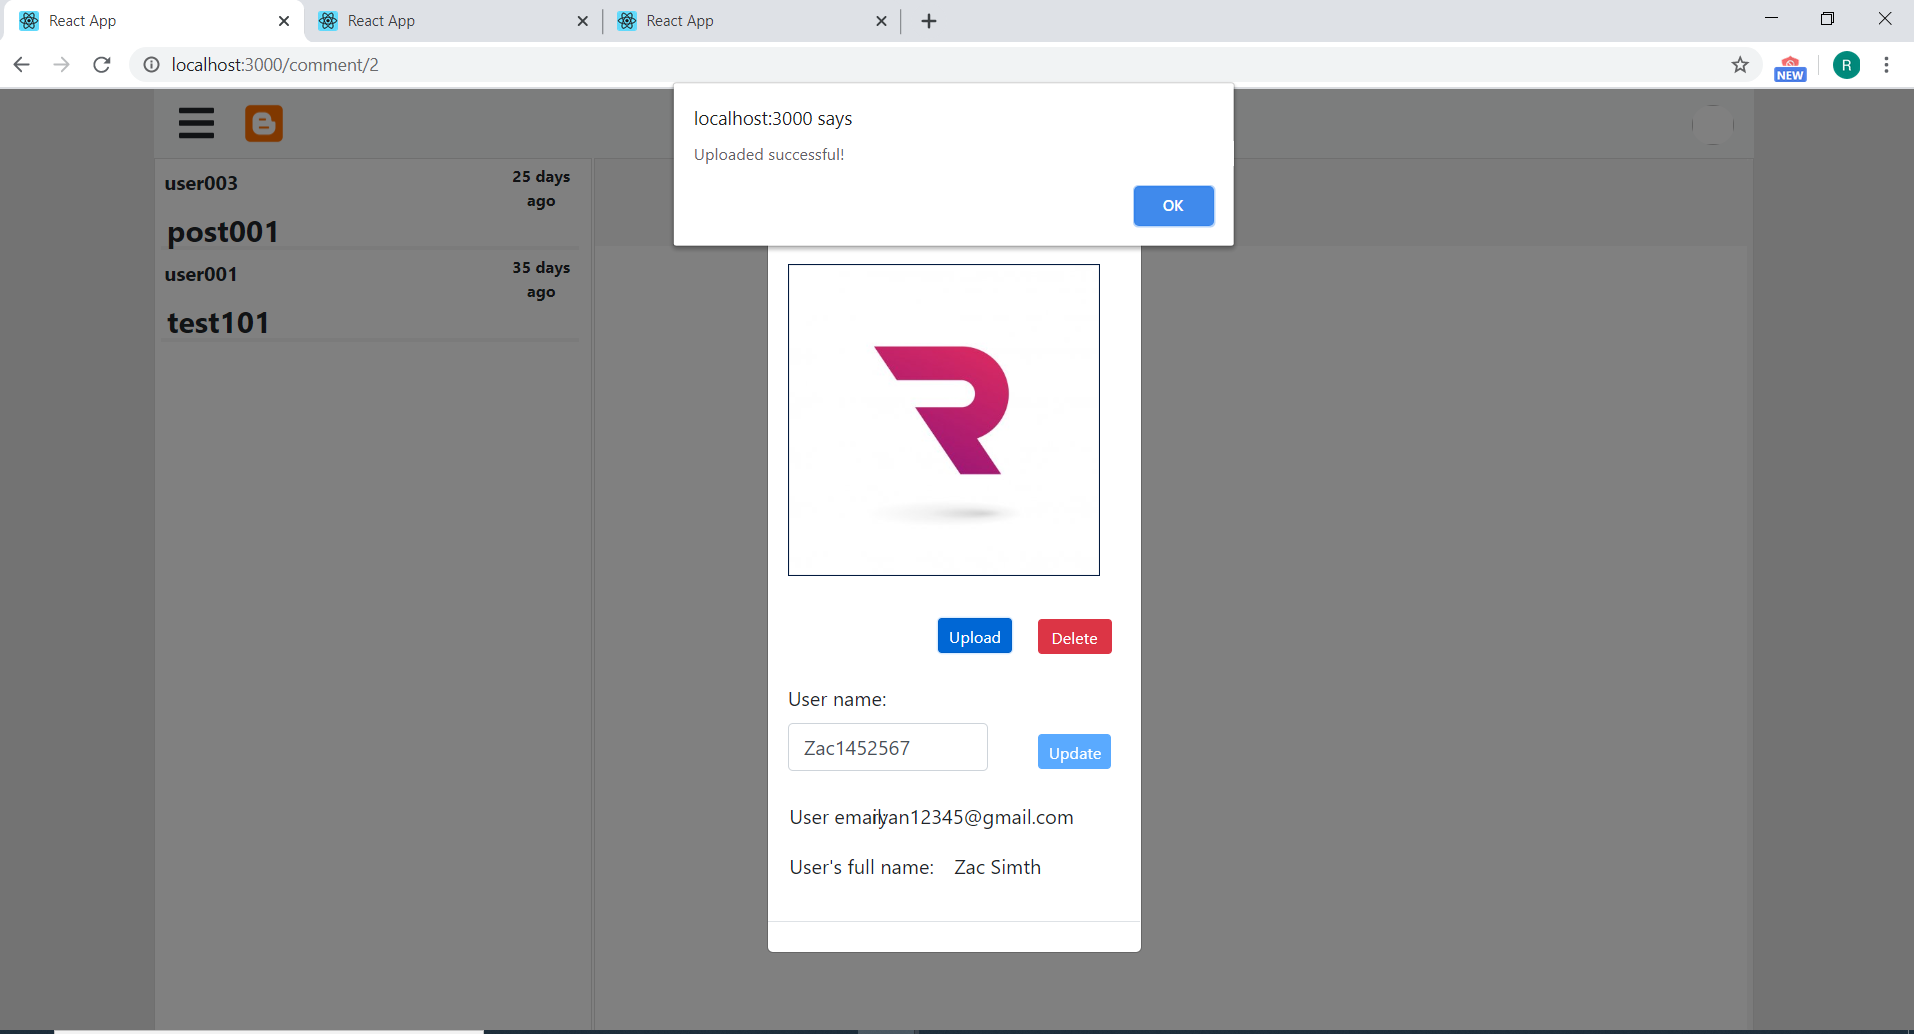 React App
React App
React App
localhost:3000/comment/2
NEW
R
localhost:3000 says
Uploaded successful!
OK
user003
25 days
ago
post001
user001
35 days
ago
test101
Upload
Delete
User name:
Zac1452567
Update
User email: ryan12345@gmail.com
User's full name: Zac Simth